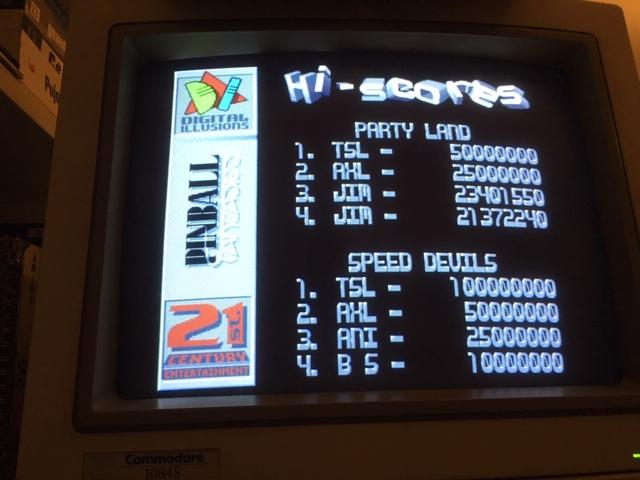 Hi-scores
DIGITAL
ILLUSIONS
PINBALL
FANTASIES
21st
CENTURY
ENTERTAINMENT
PARTY LAND
1. TSL - 50000000
2. AXL - 25000000
3. JIM - 23401550
4. JIM - 21372240
SPEED DEVILS
1. TSL - 100000000
2. AXL - 50000000
3. ANI - 25000000
4. B S - 10000000
Commodore
1084S